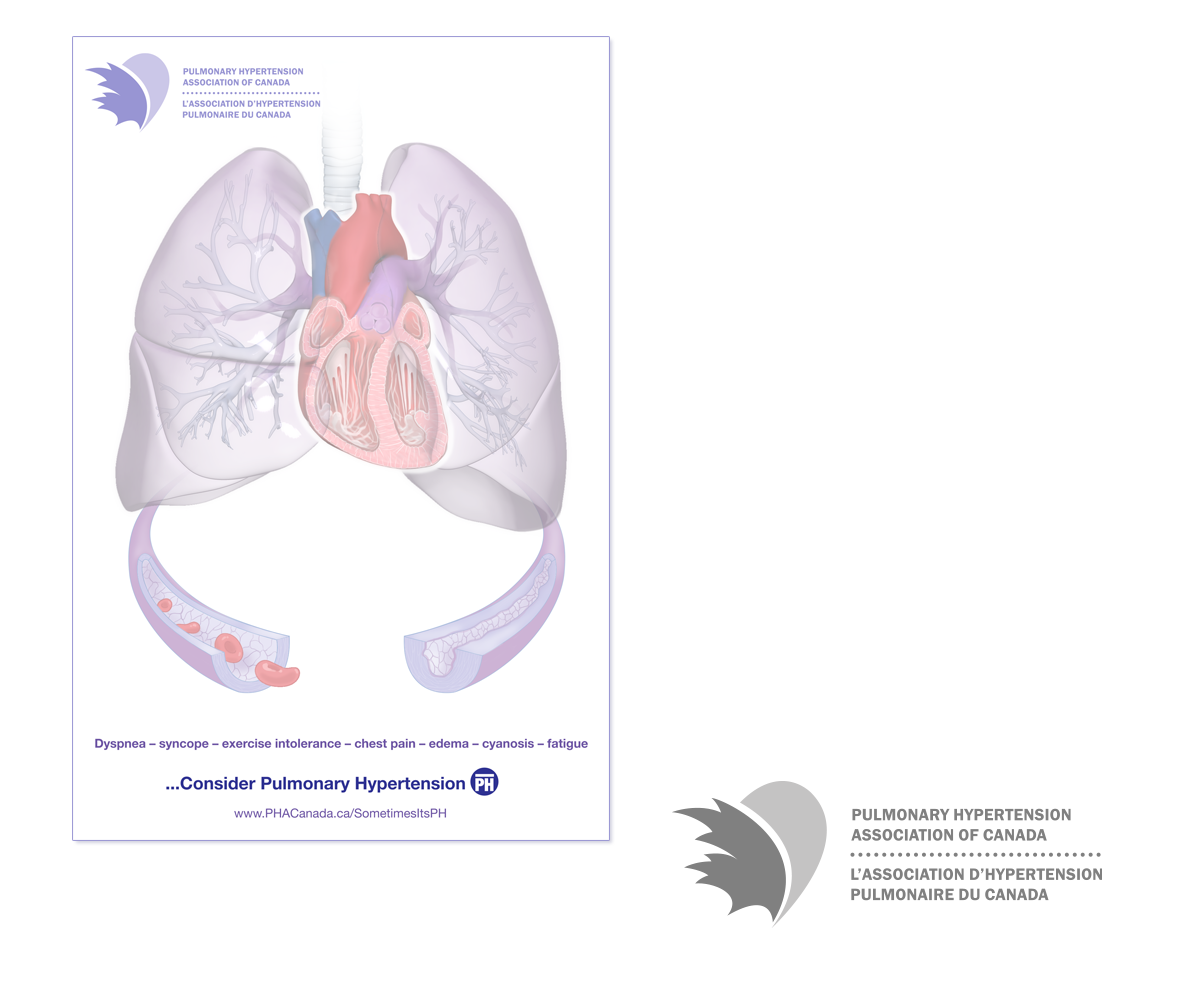 PULMONARY HYPERTENSION
ASSOCIATION OF CANADA
L'ASSOCIATION D'HYPERTENSION
PULMONAIRE DU CANADA
Dyspnea – syncope – exercise intolerance – chest pain – edema – cyanosis – fatigue
...Consider Pulmonary Hypertension PH
www.PHACanada.ca/SometimesItsPH
PULMONARY HYPERTENSION
ASSOCIATION OF CANADA
L'ASSOCIATION D'HYPERTENSION
PULMONAIRE DU CANADA